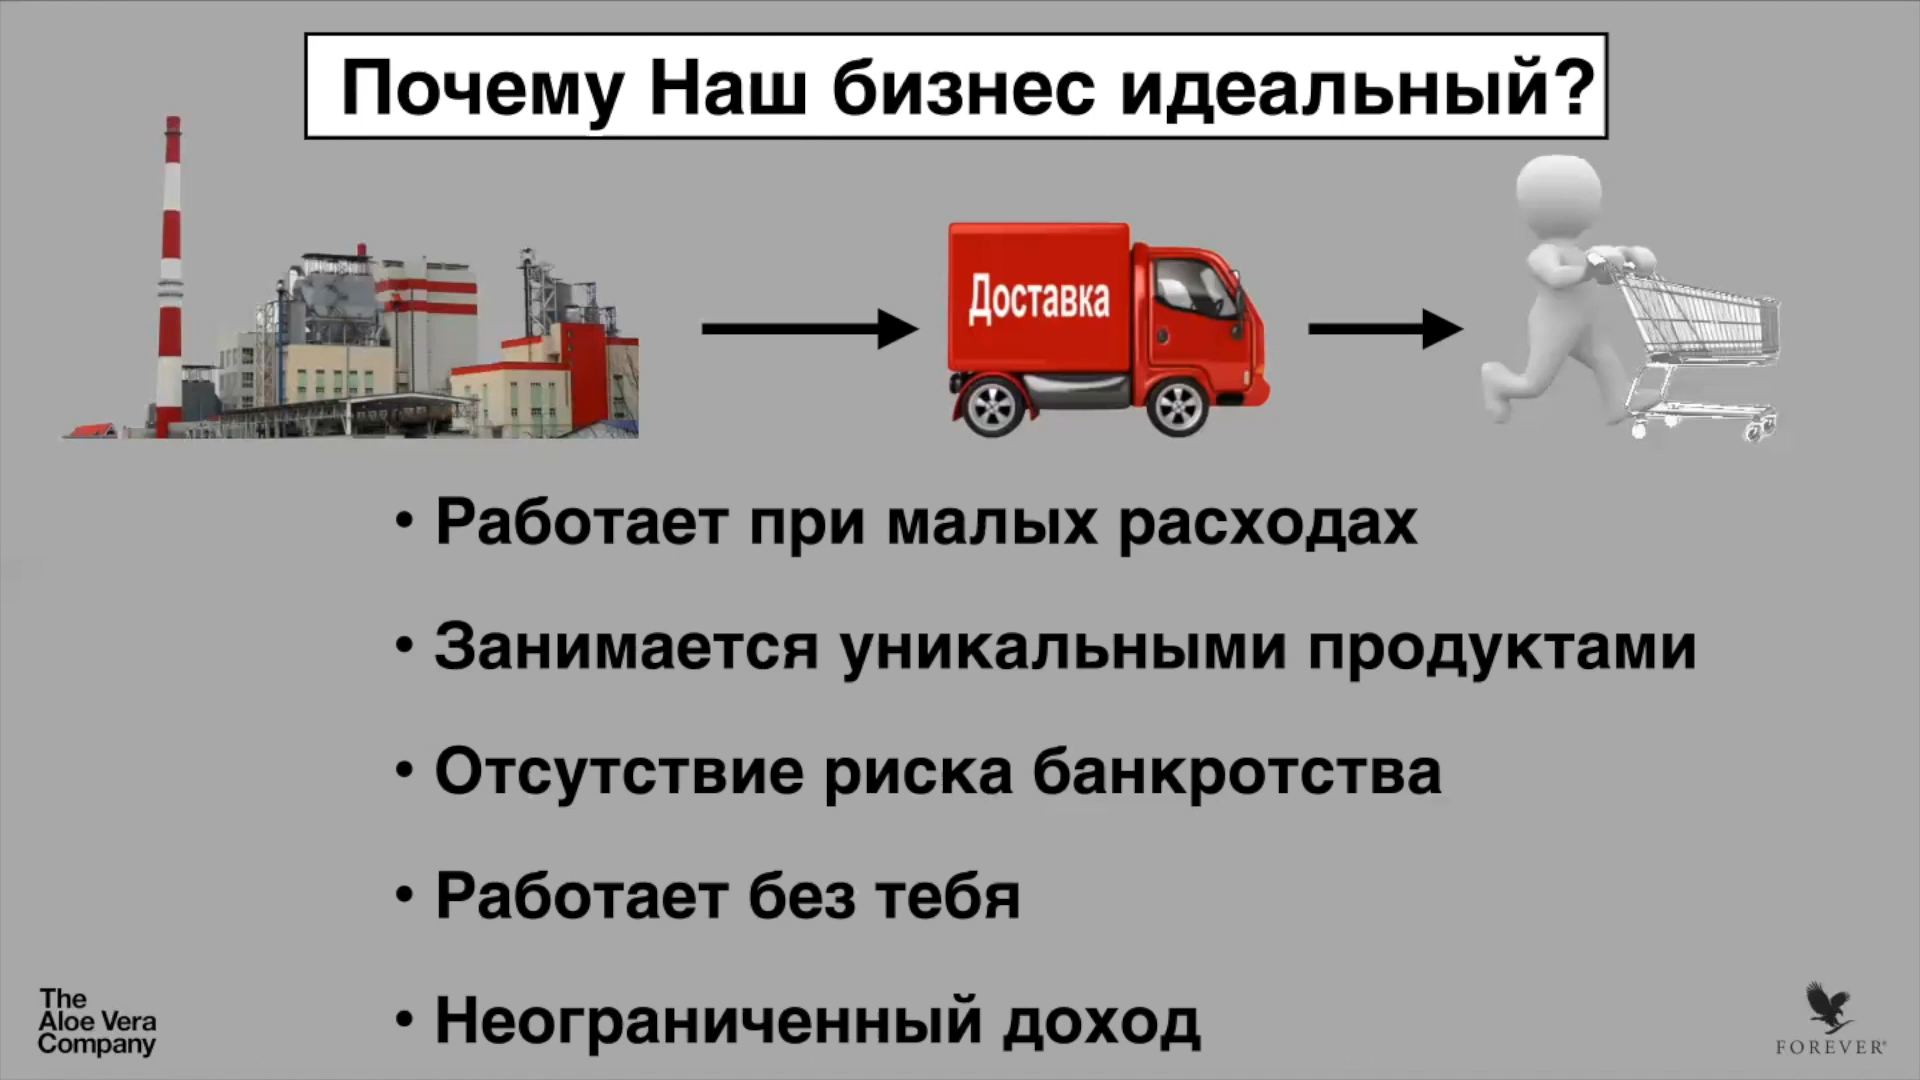 Почему Наш бизнес идеальный?
Доставка
• Работает при малых расходах
• Занимается уникальными продуктами
• Отсутствие риска банкротства
• Работает без тебя
• Неограниченный доход
The
Aloe Vera
Company
FOREVER®